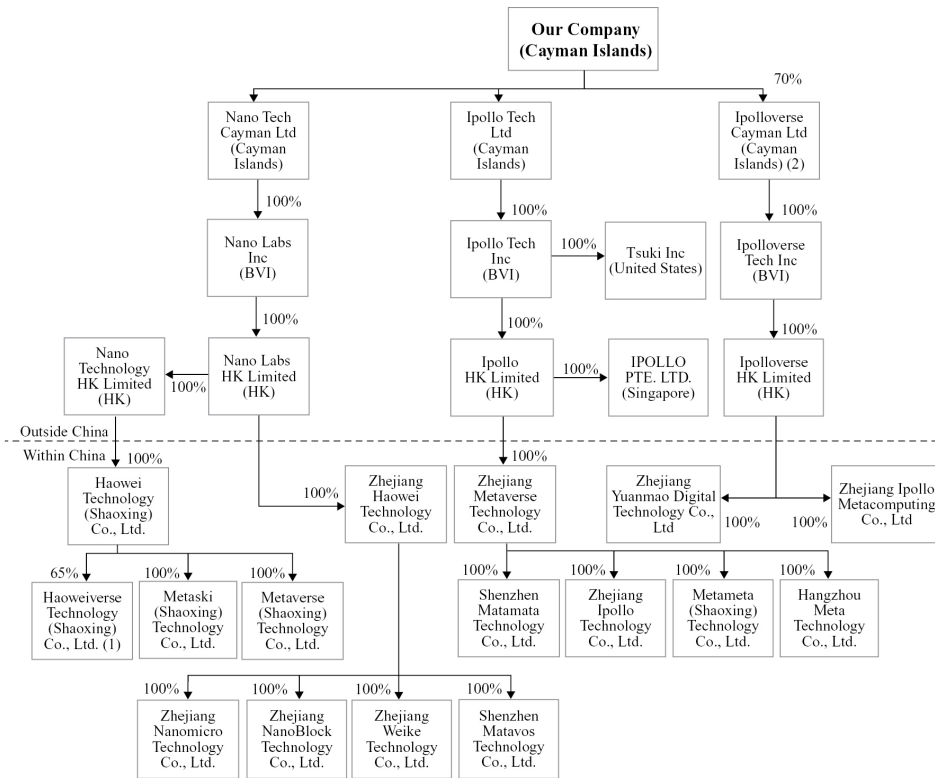 Our Company
(Cayman Islands)
70%
Nano Tech
Cayman Ltd
(Cayman
Islands)
Ipollo Tech
Ltd
(Cayman
Islands)
Ipolloverse
Cayman Ltd
(Cayman
Islands) (2)
100%
100%
100%
Nano Labs
Inc
(BVI)
Ipollo Tech
Inc
(BVI)
100%
Tsuki Inc
(United States)
Ipolloverse
Tech Inc
(BVI)
100%
100%
100%
Nano
Technology
HK Limited
(HK)
100%
Nano Labs
HK Limited
(HK)
Ipollo
HK Limited
(HK)
100%
IPOLLO
PTE. LTD.
(Singapore)
Ipolloverse
HK Limited
(HK)
Outside China
Within China
100%
100%
Haowei
Technology
(Shaoxing)
Co., Ltd.
100%
Zhejiang
Haowei
Technology
Co., Ltd.
Zhejiang
Metaverse
Technology
Co., Ltd.
Zhejiang
Yuanmao Digital
Technology Co.,
Ltd
100%
100%
Zhejiang Ipollo
Metacomputing
Co., Ltd
65%
100%
100%
100%
100%
100%
100%
Haoweiverse
Technology
(Shaoxing)
Co., Ltd. (1)
Metaski
(Shaoxing)
Technology
Co., Ltd.
Metaverse
(Shaoxing)
Technology
Co., Ltd.
Shenzhen
Matamata
Technology
Co., Ltd.
Zhejiang
Ipollo
Technology
Co., Ltd.
Metameta
(Shaoxing)
Technology
Co., Ltd.
Hangzhou
Meta
Technology
Co., Ltd.
100%
100%
100%
100%
Zhejiang
Nanomicro
Technology
Co., Ltd.
Zhejiang
NanoBlock
Technology
Co., Ltd.
Zhejiang
Weike
Technology
Co., Ltd.
Shenzhen
Matavos
Technology
Co., Ltd.